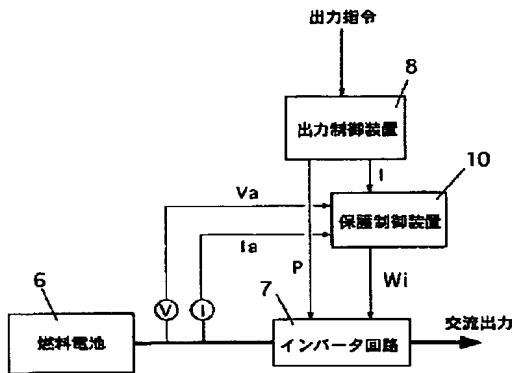 出力指令
8
出力制御装置
I
10
Va
保護制御装置
Ia
P
Wi
6
7
V
I
交流出力
燃料電池
インバータ回路